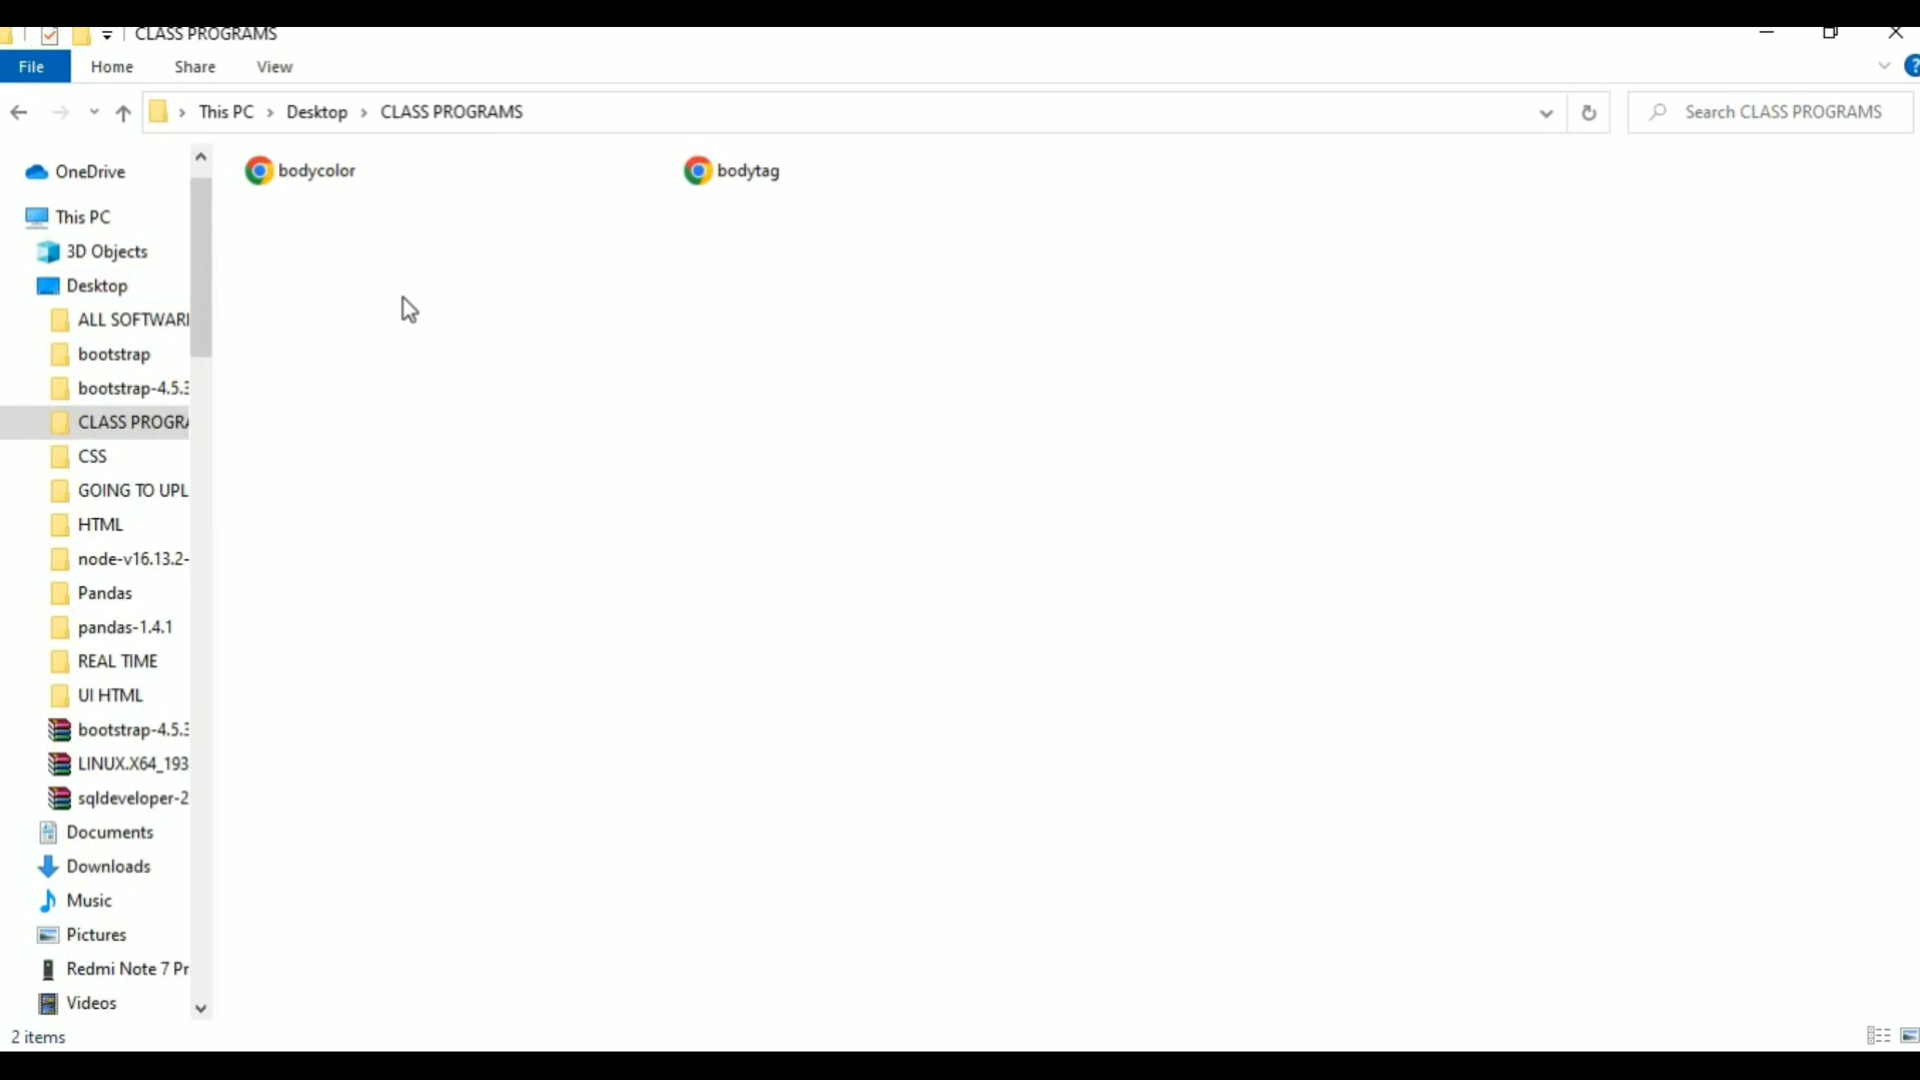 CLASS PROGRAMS
File Home Share View
?
This PC > Desktop > CLASS PROGRAMS
Search CLASS PROGRAMS
OneDrive
This PC
3D Objects
Desktop
ALL SOFTWAR
bootstrap
bootstrap-4.5.3
CLASS PROGRA
CSS
GOING TO UPL
HTML
node-v16.13.2-
Pandas
pandas-1.4.1
REAL TIME
UI HTML
bootstrap-4.5.3
LINUX.X64_193
sqldeveloper-2
Documents
Downloads
Music
Pictures
Redmi Note 7 Pr
Videos
bodycolor
bodytag
2 items